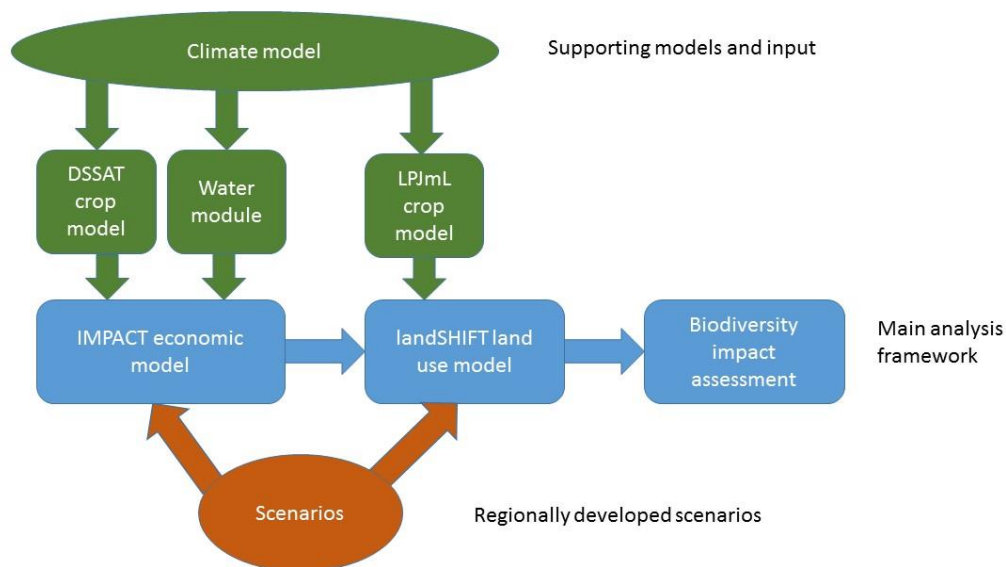 Climate model
Supporting models and input
DSSAT
crop
model
Water
module
LPJmL
crop
model
IMPACT economic
model
landSHIFT land
use model
Biodiversity
impact
assessment
Main analysis
framework
Scenarios
Regionally developed scenarios